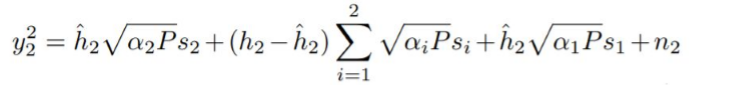 $y_2^2 = \hat{h}_2\sqrt{\alpha_2 P}s_2 + (h_2 - \hat{h}_2)\sum_{i=1}^{2}\sqrt{\alpha_i P}s_i + \hat{h}_2\sqrt{\alpha_1 P}s_1 + n_2$